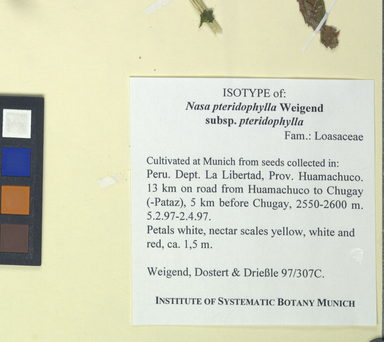 ISOTYPE of:
Nasa pteridophylla Weigend
subsp. pteridophylla
Fam.: Loasaceae
Cultivated at Munich from seeds collected in:
Peru. Dept. La Libertad, Prov. Huamachuco.
13 km on road from Huamachuco to Chugay
(-Pataz), 5 km before Chugay, 2550-2600 m.
5.2.97-2.4.97.
Petals white, nectar scales yellow, white and
red, ca. 1,5 m.
Weigend, Dostert & Drießle 97/307C.
INSTITUTE OF SYSTEMATIC BOTANY MUNICH